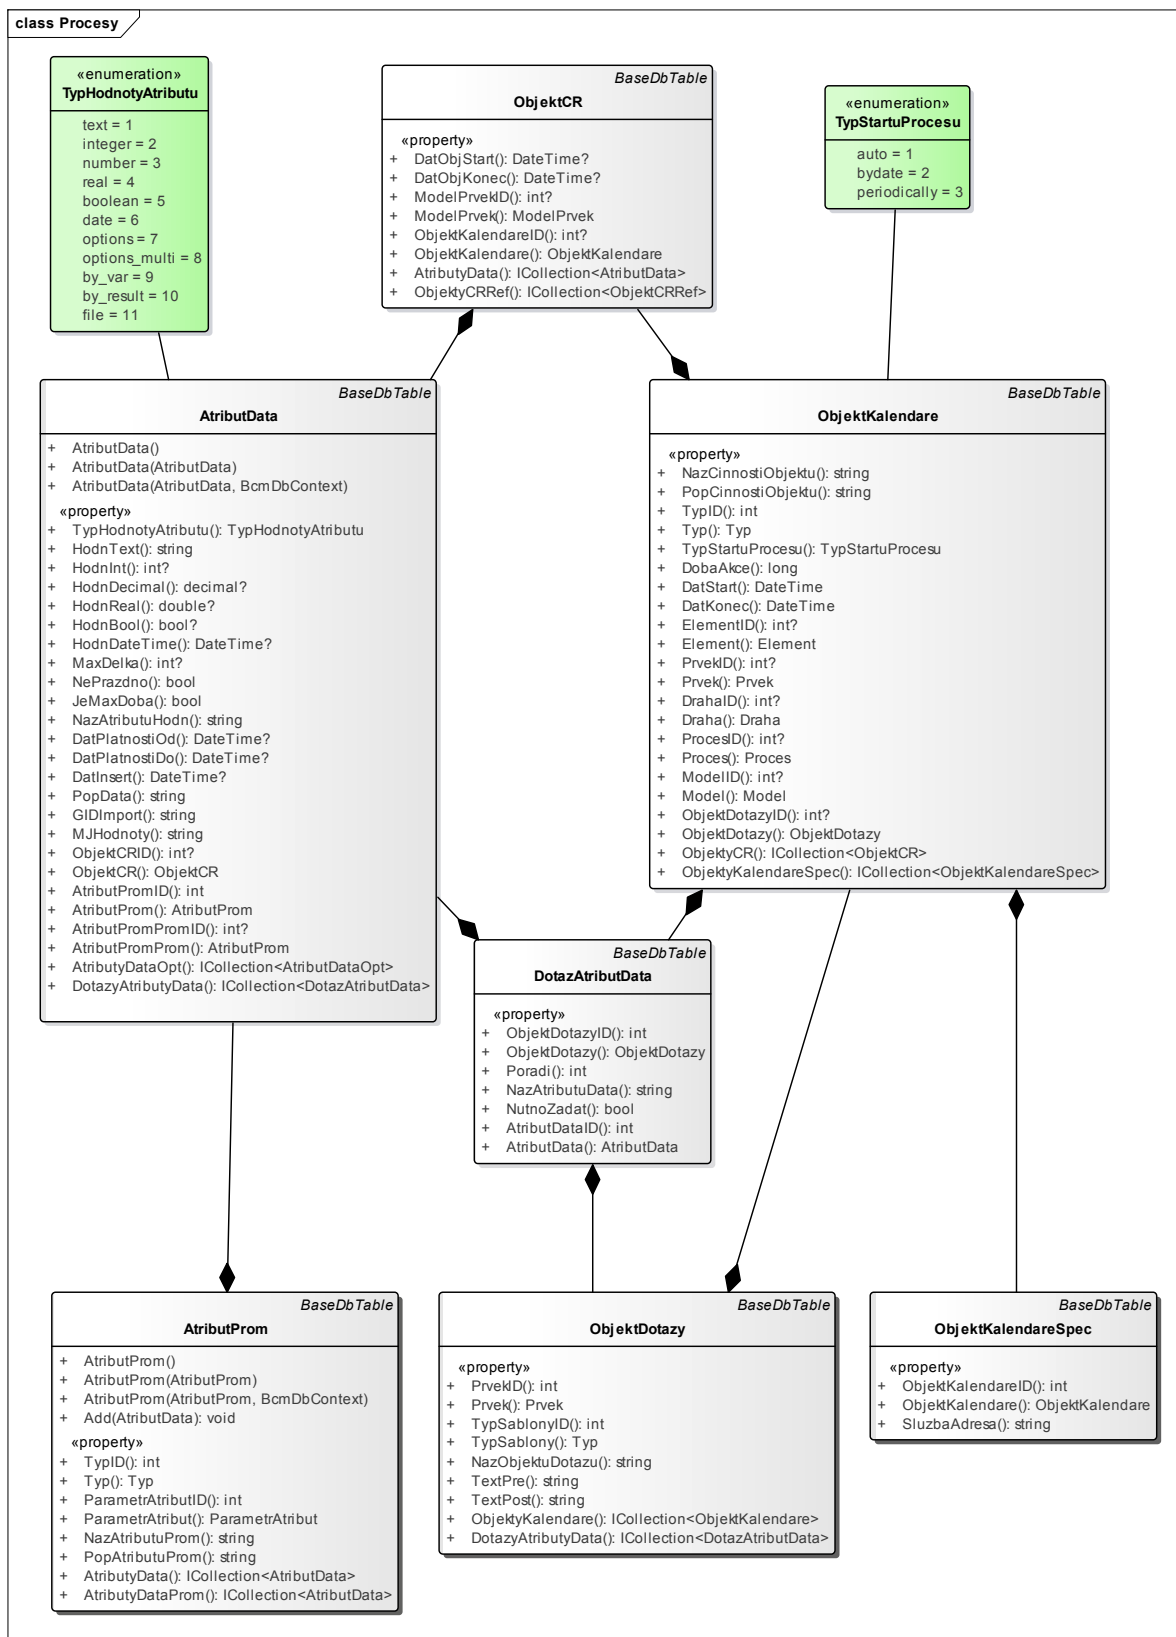 class Procesy
«enumeration»
TypHodnotyAtributu
text = 1
integer = 2
number = 3
real = 4
boolean = 5
date = 6
options = 7
options_multi = 8
by_var = 9
by_result = 10
file = 11
BaseDbTable
ObjektCR
«property»
+ DatObjStart(): DateTime?
+ DatObjKonec(): DateTime?
+ ModelPrvekID(): int?
+ ModelPrvek(): ModelPrvek
+ ObjektKalendareID(): int?
+ ObjektKalendare(): ObjektKalendare
+ AtributyData(): ICollection<AtributData>
+ ObjektyCRRef(): ICollection<ObjektCRRef>
«enumeration»
TypStartuProcesu
auto = 1
bydate = 2
periodically = 3
BaseDbTable
AtributData
+ AtributData()
+ AtributData(AtributData)
+ AtributData(AtributData, BcmDbContext)
«property»
+ TypHodnotyAtributu(): TypHodnotyAtributu
+ HodnText(): string
+ HodnInt(): int?
+ HodnDecimal(): decimal?
+ HodnReal(): double?
+ HodnBool(): bool?
+ HodnDateTime(): DateTime?
+ MaxDelka(): int?
+ NePrazdno(): bool
+ JeMaxDoba(): bool
+ NazAtributuHodn(): string
+ DatPlatnostiOd(): DateTime?
+ DatPlatnostiDo(): DateTime?
+ DatInsert(): DateTime?
+ PopData(): string
+ GIDImport(): string
+ MJHodnoty(): string
+ ObjektCRID(): int?
+ ObjektCR(): ObjektCR
+ AtributPromID(): int
+ AtributProm(): AtributProm
+ AtributPromPromID(): int?
+ AtributPromProm(): AtributProm
+ AtributyDataOpt(): ICollection<AtributDataOpt>
+ DotazyAtributyData(): ICollection<DotazAtributData>
BaseDbTable
ObjektKalendare
«property»
+ NazCinnostiObjektu(): string
+ PopCinnostiObjektu(): string
+ TypID(): int
+ Typ(): Typ
+ TypStartuProcesu(): TypStartuProcesu
+ DobaAkce(): long
+ DatStart(): DateTime
+ DatKonec(): DateTime
+ ElementID(): int?
+ Element(): Element
+ PrvekID(): int?
+ Prvek(): Prvek
+ DrahaID(): int?
+ Draha(): Draha
+ ProcesID(): int?
+ Proces(): Proces
+ ModelID(): int?
+ Model(): Model
+ ObjektDotazyID(): int?
+ ObjektDotazy(): ObjektDotazy
+ ObjektyCR(): ICollection<ObjektCR>
+ ObjektyKalendareSpec(): ICollection<ObjektKalendareSpec>
BaseDbTable
DotazAtributData
«property»
+ ObjektDotazyID(): int
+ ObjektDotazy(): ObjektDotazy
+ Poradi(): int
+ NazAtributuData(): string
+ NutnoZadat(): bool
+ AtributDataID(): int
+ AtributData(): AtributData
BaseDbTable
AtributProm
+ AtributProm()
+ AtributProm(AtributProm)
+ AtributProm(AtributProm, BcmDbContext)
+ Add(AtributData): void
«property»
+ TypID(): int
+ Typ(): Typ
+ ParametrAtributID(): int
+ ParametrAtribut(): ParametrAtribut
+ NazAtributuProm(): string
+ PopAtributuProm(): string
+ AtributyData(): ICollection<AtributData>
+ AtributyDataProm(): ICollection<AtributData>
BaseDbTable
ObjektDotazy
«property»
+ PrvekID(): int
+ Prvek(): Prvek
+ TypSablonyID(): int
+ TypSablony(): Typ
+ NazObjektuDotazu(): string
+ TextPre(): string
+ TextPost(): string
+ ObjektyKalendare(): ICollection<ObjektKalendare>
+ DotazyAtributyData(): ICollection<DotazAtributData>
BaseDbTable
ObjektKalendareSpec
«property»
+ ObjektKalendareID(): int
+ ObjektKalendare(): ObjektKalendare
+ SluzbaAdresa(): string